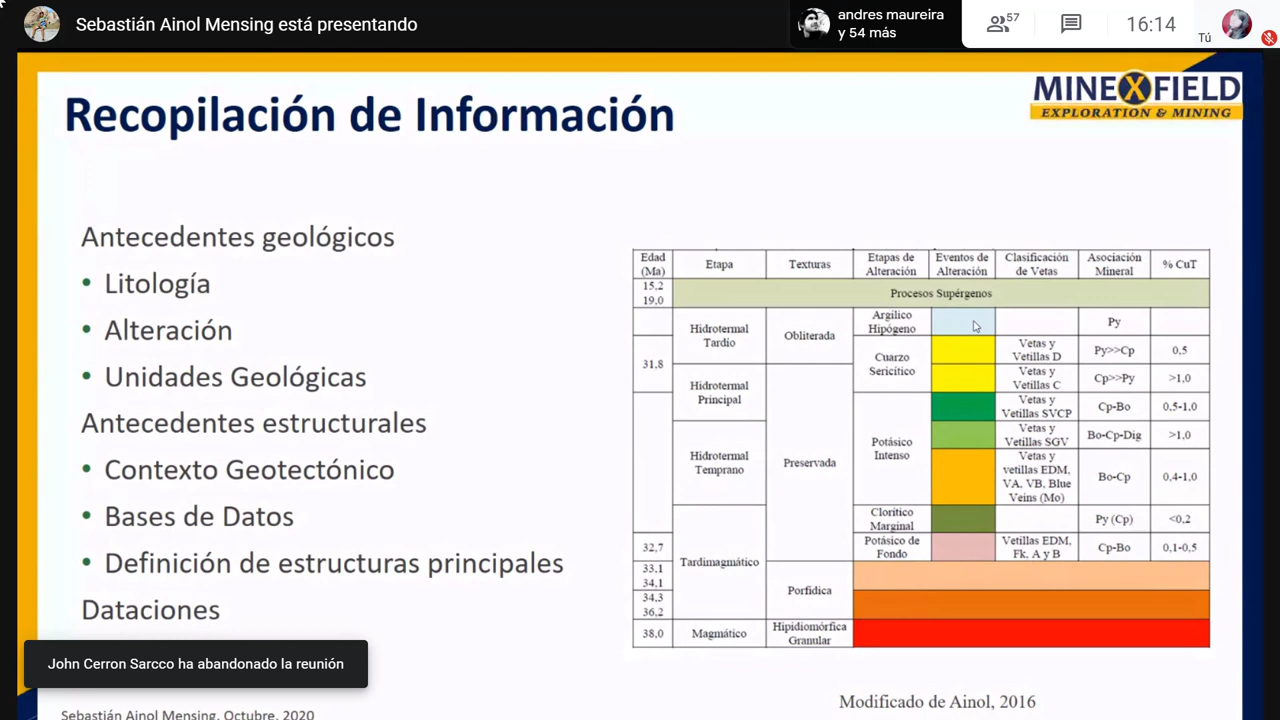 Sebastián Ainol Mensing está presentando
andres maureira
y 54 más
57
16:14
Tú
Recopilación de Información
MINEXFIELD
EXPLORATION & MINING
Antecedentes geológicos
• Litología
• Alteración
• Unidades Geológicas
Antecedentes estructurales
• Contexto Geotectónico
• Bases de Datos
• Definición de estructuras principales
Dataciones
Edad (Ma) Etapa Texturas Etapas de Alteración Eventos de Alteración Clasificación de Vetas Asociación Mineral % CuT
15,2
19,0
Procesos Supérgenos
Hidrotermal Tardío Obliterada Argílico Hipógeno Py
31,8 Cuarzo Sericítico Vetas y Vetillas D Py>>Cp 0,5
Hidrotermal Principal Vetas y Vetillas C Cp>>Py >1,0
Preservada Potásico Intenso Vetas y Vetillas SVCP Cp-Bo 0,5-1,0
Hidrotermal Temprano Vetas y Vetillas SGV Bo-Cp-Dig >1,0
Vetas y vetillas EDM, VA, VB, Blue Veins (Mo) Bo-Cp 0,4-1,0
Tardimagmático Clorítico Marginal Py (Cp) <0,2
32,7 Potásico de Fondo Vetillas EDM, Fk, A y B Cp-Bo 0,1-0,5
33,1
34,1
Porfídica
34,3
36,2
38,0 Magmático Hipidiomórfica Granular
John Cerron Sarcco ha abandonado la reunión
Modificado de Ainol, 2016
Sebastián Ainol Mensing, Octubre, 2020